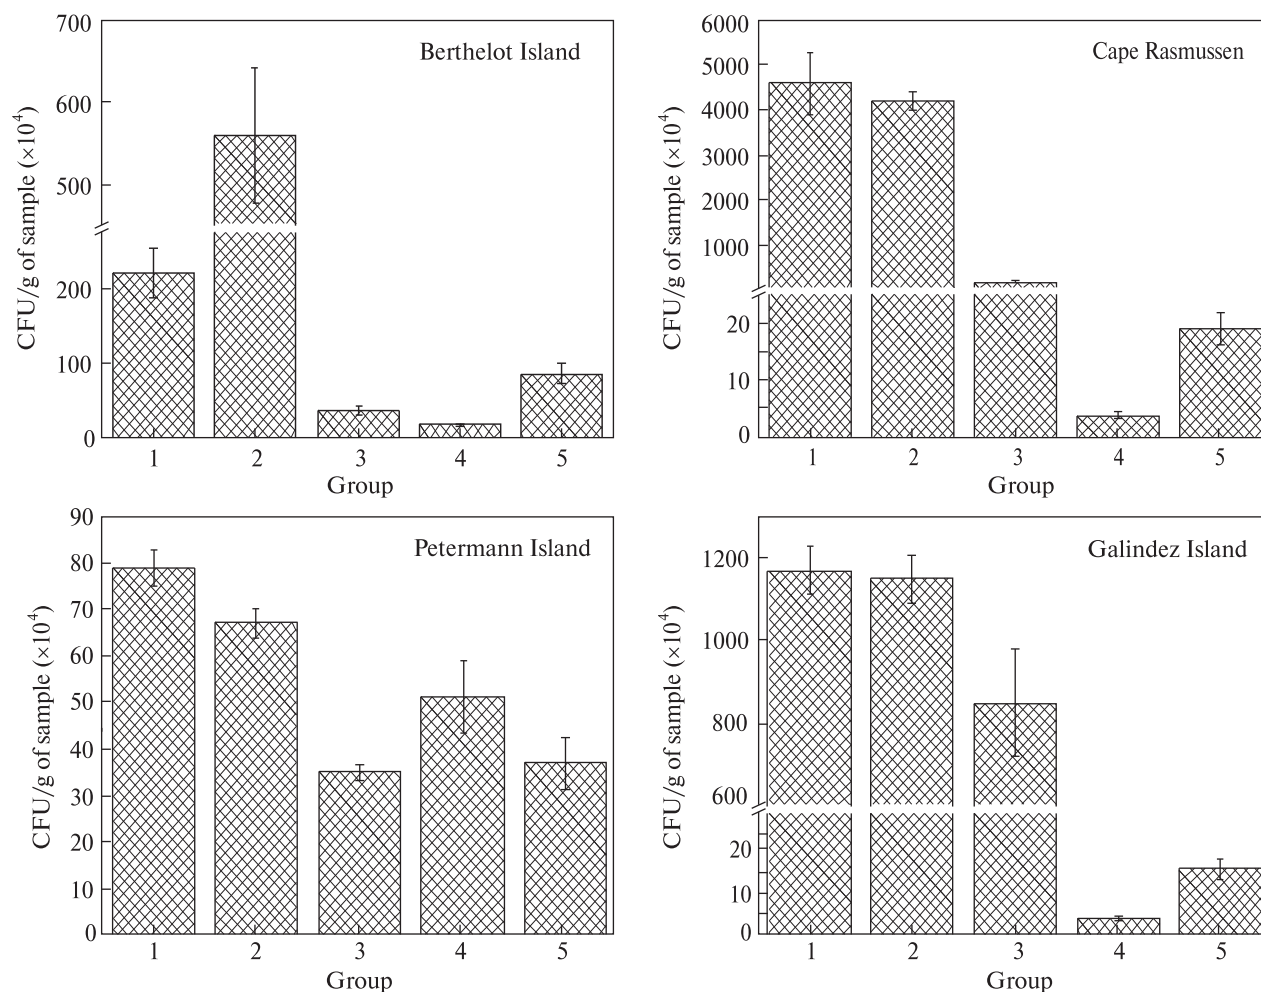 Berthelot Island
CFU/g of sample (×10⁴)
700
600
500
200
100
0
1 2 3 4 5
Group
Cape Rasmussen
CFU/g of sample (×10⁴)
6000
5000
4000
3000
2000
1000
20
10
0
1 2 3 4 5
Group
Petermann Island
CFU/g of sample (×10⁴)
90
80
70
60
50
40
30
20
10
0
1 2 3 4 5
Group
Galindez Island
CFU/g of sample (×10⁴)
1200
1000
800
600
20
10
0
1 2 3 4 5
Group